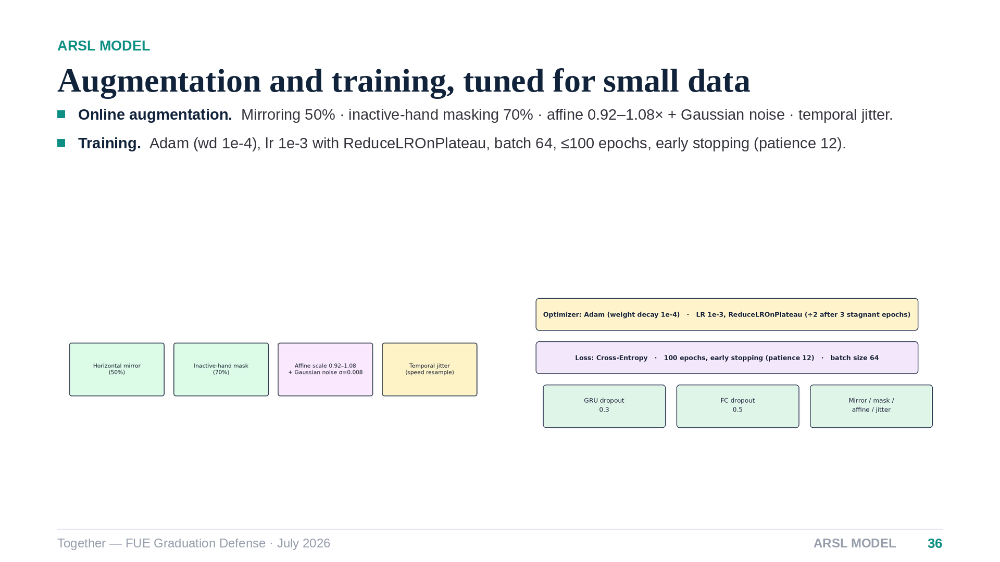 ARSL MODEL
Augmentation and training, tuned for small data
Online augmentation. Mirroring 50% · inactive-hand masking 70% · affine 0.92–1.08× + Gaussian noise · temporal jitter.
Training. Adam (wd 1e-4), lr 1e-3 with ReduceLROnPlateau, batch 64, ≤100 epochs, early stopping (patience 12).
Horizontal mirror
(50%)
Inactive-hand mask
(70%)
Affine scale 0.92–1.08
+ Gaussian noise σ=0.008
Temporal jitter
(speed resample)
Optimizer: Adam (weight decay 1e-4) · LR 1e-3, ReduceLROnPlateau (÷2 after 3 stagnant epochs)
Loss: Cross-Entropy · 100 epochs, early stopping (patience 12) · batch size 64
GRU dropout
0.3
FC dropout
0.5
Mirror / mask /
affine / jitter
Together — FUE Graduation Defense · July 2026
ARSL MODEL
36